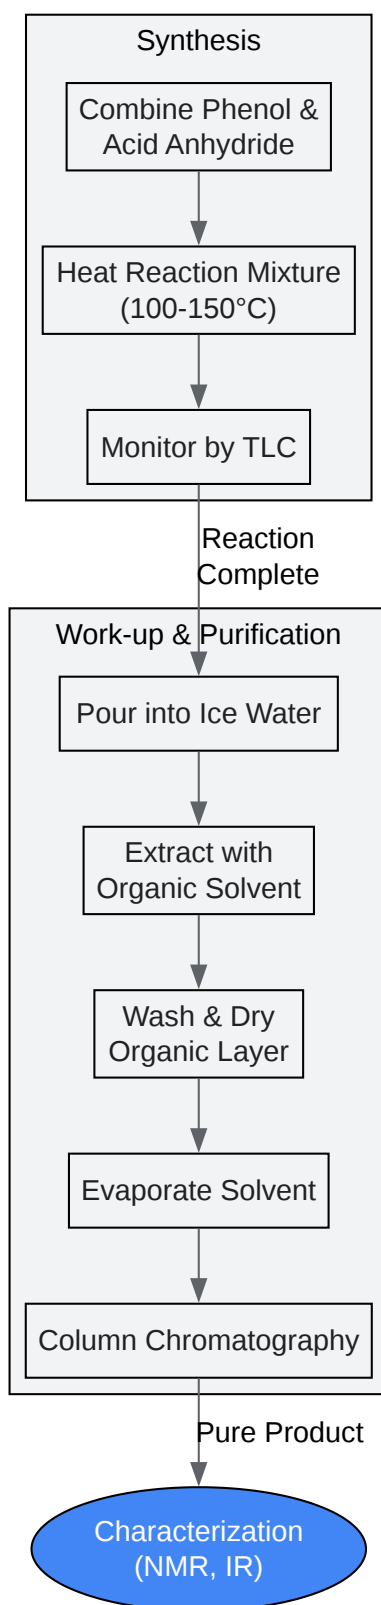 Synthesis
Combine Phenol &
Acid Anhydride
Heat Reaction Mixture
(100-150°C)
Monitor by TLC
Reaction
Complete
Work-up & Purification
Pour into Ice Water
Extract with
Organic Solvent
Wash & Dry
Organic Layer
Evaporate Solvent
Column Chromatography
Pure Product
Characterization
(NMR, IR)